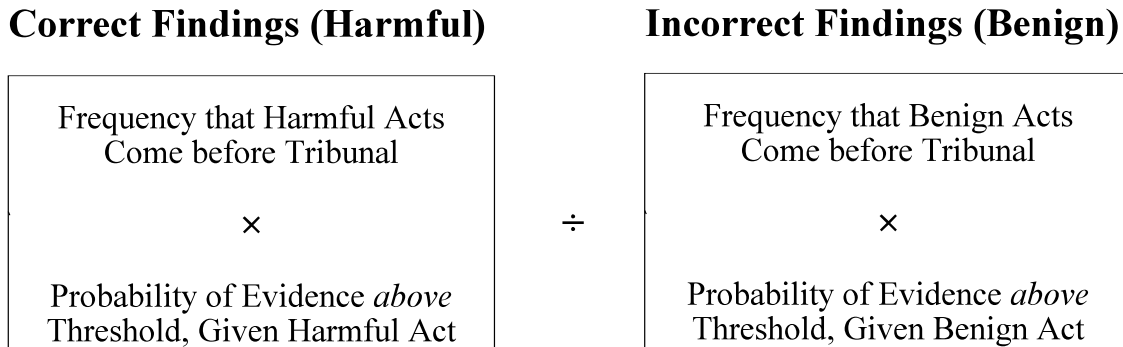 Correct Findings (Harmful)
Frequency that Harmful Acts
Come before Tribunal
×
Probability of Evidence above
Threshold, Given Harmful Act
÷
Incorrect Findings (Benign)
Frequency that Benign Acts
Come before Tribunal
×
Probability of Evidence above
Threshold, Given Benign Act